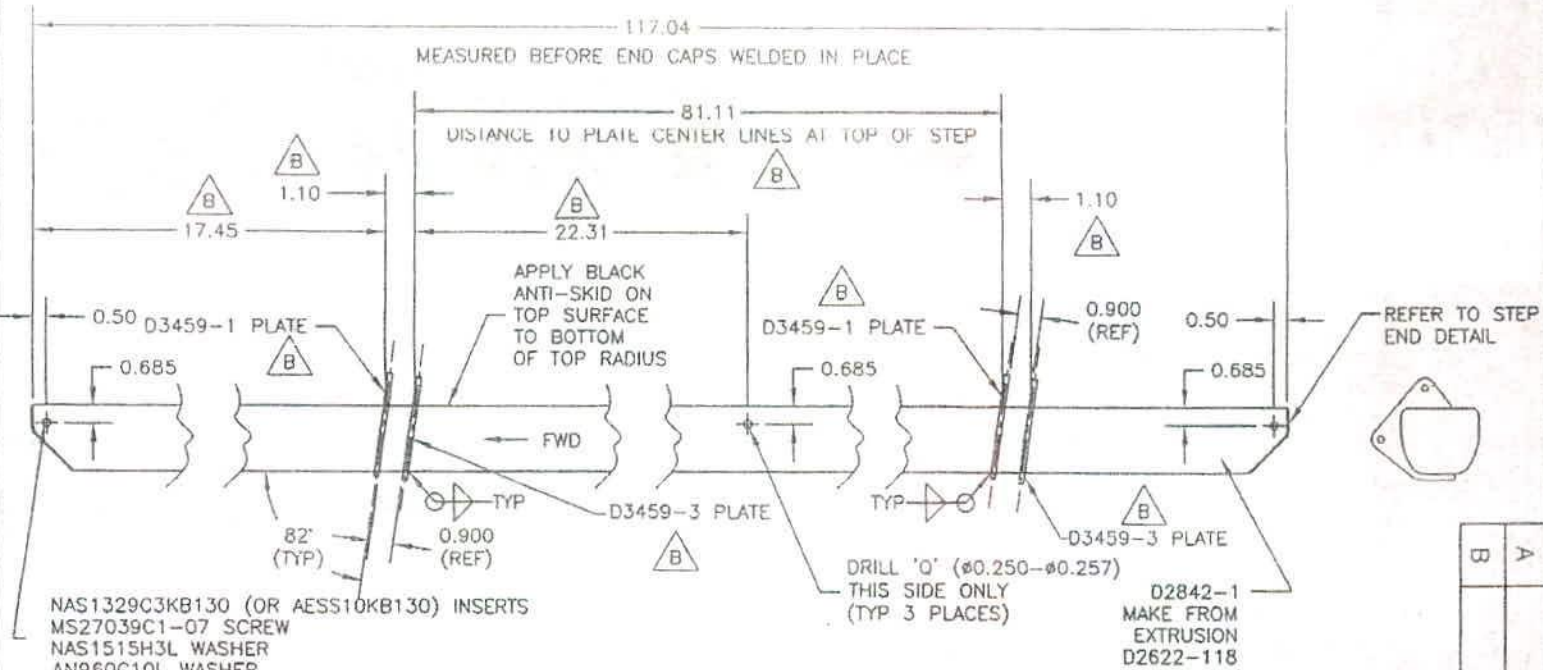 117.04
MEASURED BEFORE END CAPS WELDED IN PLACE
81.11
DISTANCE TO PLATE CENTER LINES AT TOP OF STEP
B
B
1.10
B
17.45
B
22.31
1.10
B
APPLY BLACK
ANTI-SKID ON
TOP SURFACE
TO BOTTOM
OF TOP RADIUS
B
0.50
D3459-1 PLATE
B
D3459-1 PLATE
0.900
(REF)
0.50
REFER TO STEP
END DETAIL
0.685
0.685
0.685
FWD
TYP
TYP
D3459-3 PLATE
B
82°
(TYP)
0.900
(REF)
B
D3459-3 PLATE
DRILL 'Q' (ø0.250-ø0.257)
THIS SIDE ONLY
(TYP 3 PLACES)
D2842-1
MAKE FROM
EXTRUSION
D2622-118
NAS1329C3KB130 (OR AESS10KB130) INSERTS
MS27039C1-07 SCREW
NAS1515H3L WASHER
AN960C10L WASHER
A
B